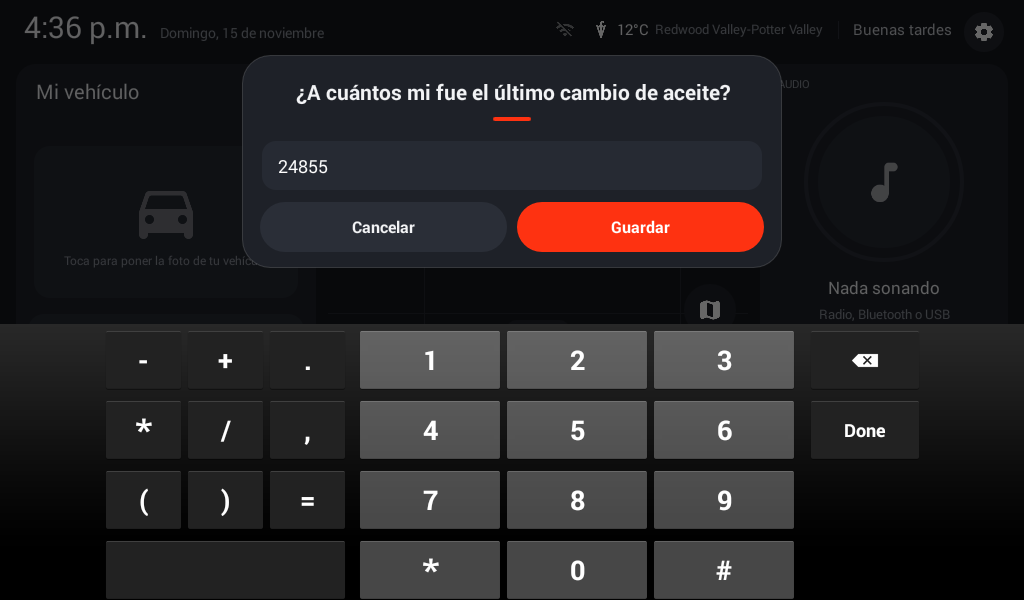 4:36 p.m. Domingo, 15 de noviembre
12°C Redwood Valley-Potter Valley Buenas tardes
Mi vehículo
¿A cuántos mi fue el último cambio de aceite?
24855
Cancelar Guardar
Toca para poner la foto de tu
Nada sonando
Radio, Bluetooth o USB
- + . 1 2 3
* / , 4 5 6 Done
( ) = 7 8 9
* 0 #